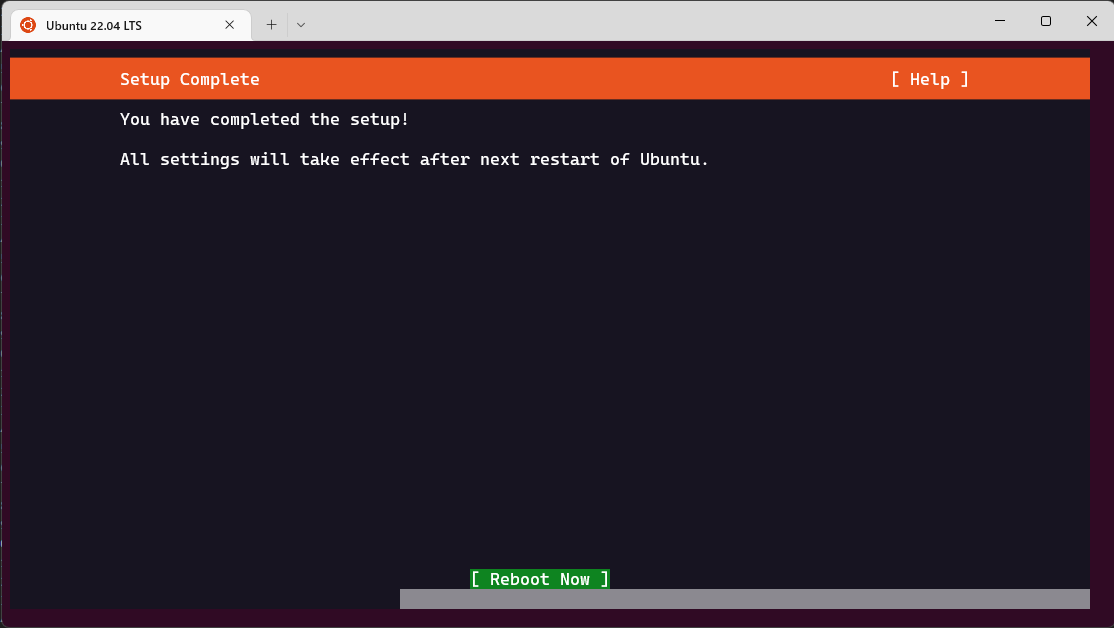 Ubuntu 22.04 LTS
Setup Complete [ Help ]
You have completed the setup!
All settings will take effect after next restart of Ubuntu.
[ Reboot Now ]